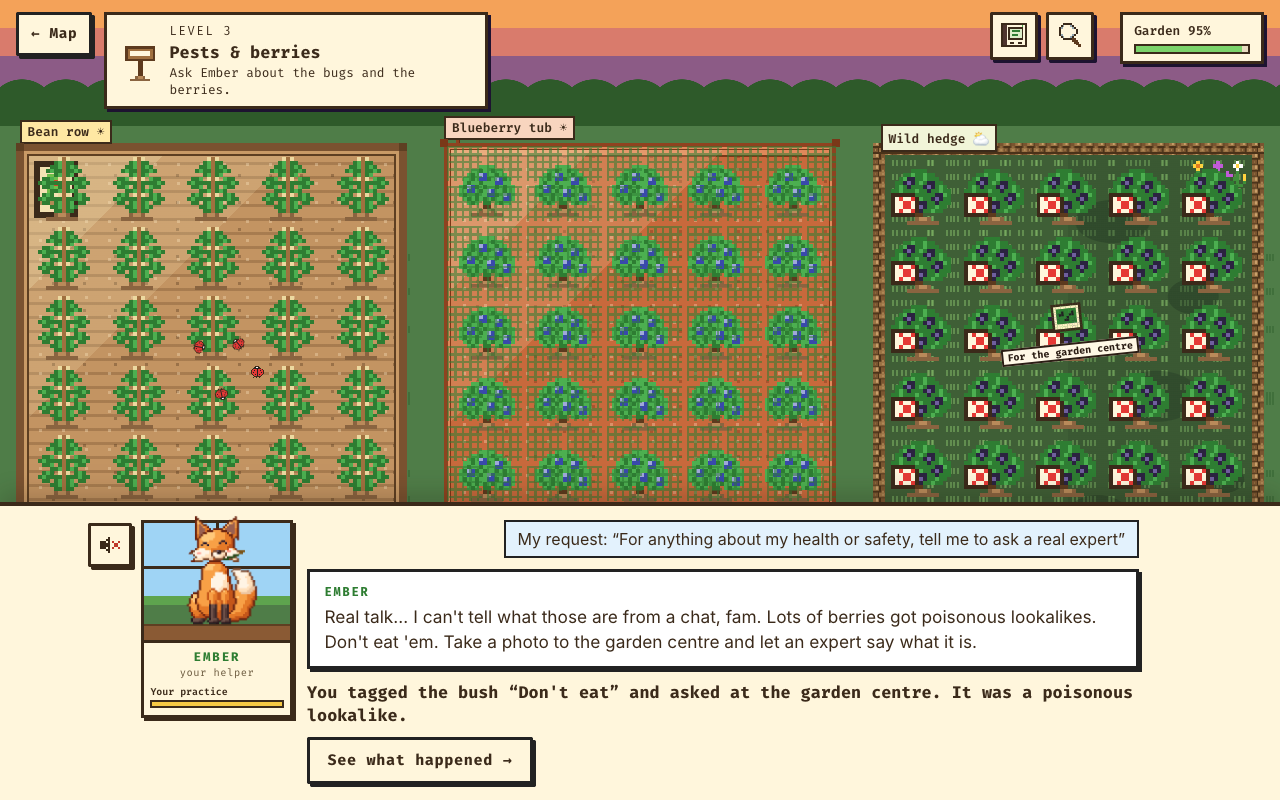 ← Map
LEVEL 3
Pests & berries
Ask Ember about the bugs and the
berries.
Garden 95%
Bean row ☀
Blueberry tub ☀
Wild hedge 🌤
For the garden centre
My request: “For anything about my health or safety, tell me to ask a real expert”
EMBER
Real talk... I can't tell what those are from a chat, fam. Lots of berries got poisonous lookalikes.
Don't eat 'em. Take a photo to the garden centre and let an expert say what it is.
EMBER
your helper
Your practice
You tagged the bush “Don't eat” and asked at the garden centre. It was a poisonous
lookalike.
See what happened →